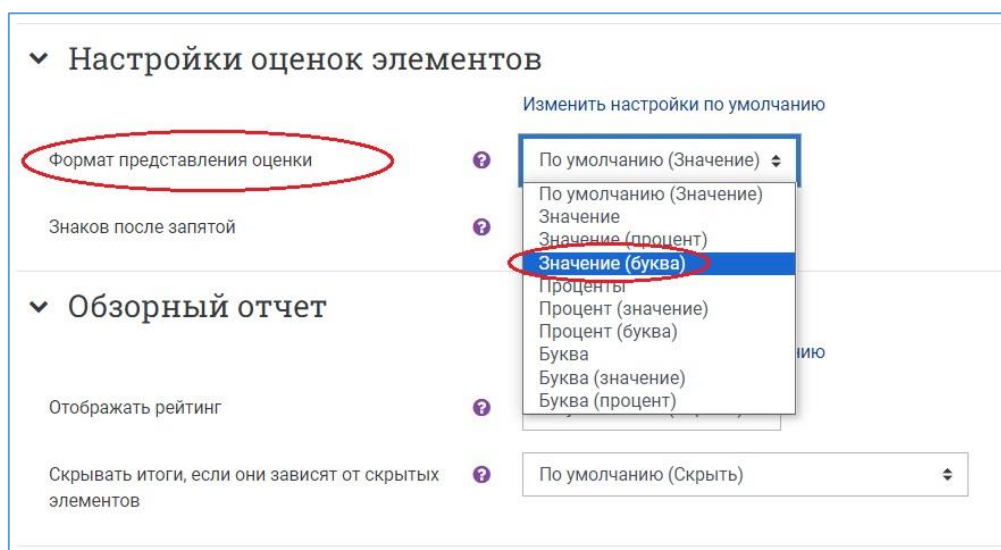 Настройки оценок элементов
Изменить настройки по умолчанию
Формат представления оценки
По умолчанию (Значение)
По умолчанию (Значение)
Значение
Знаков после запятой
Значение (процент)
Значение (буква)
Проценты
Обзорный отчет
Процент (значение)
Процент (буква)
Буква
Буква (значение)
Буква (процент)
Отображать рейтинг
Скрывать итоги, если они зависят от скрытых
элементов
По умолчанию (Скрыть)